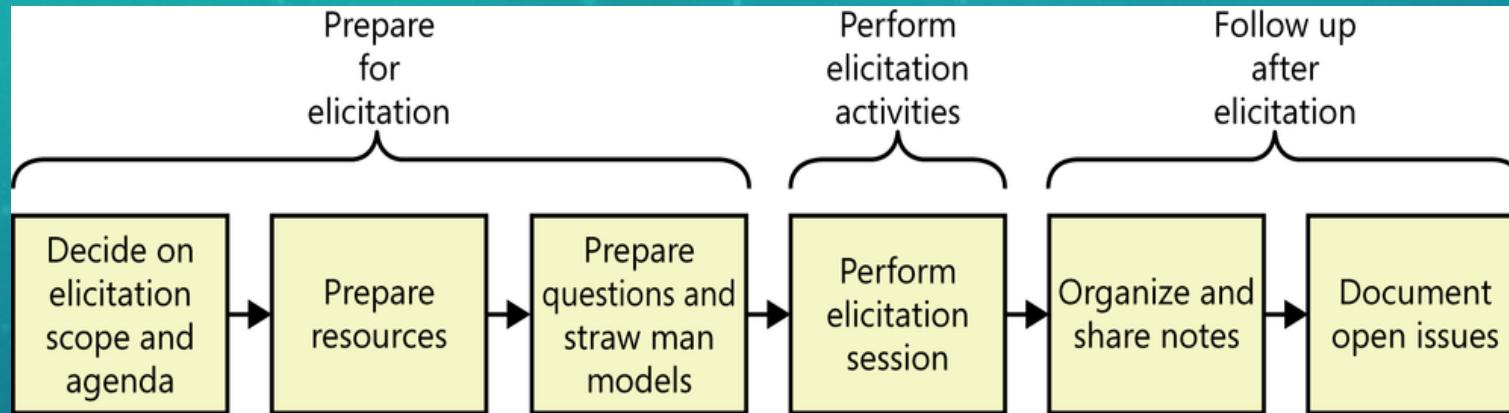 Prepare
for
elicitation
Perform
elicitation
activities
Follow up
after
elicitation
Decide on
elicitation
scope and
agenda
Prepare
resources
Prepare
questions and
straw man
models
Perform
elicitation
session
Organize and
share notes
Document
open issues